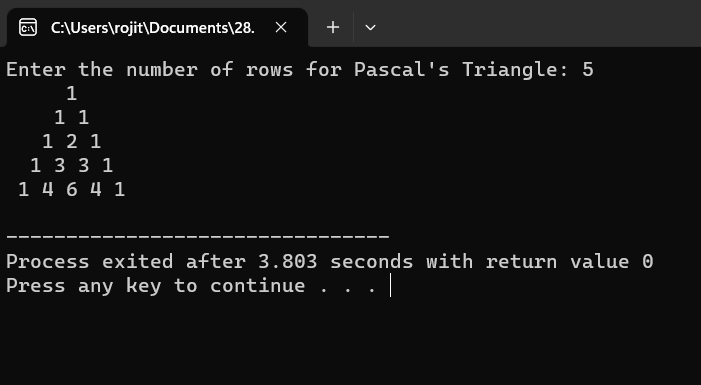 C:\Users\rojit\Documents\28.
Enter the number of rows for Pascal's Triangle: 5
     1
    1 1
   1 2 1
  1 3 3 1
 1 4 6 4 1
--------------------------------
Process exited after 3.803 seconds with return value 0
Press any key to continue . . .